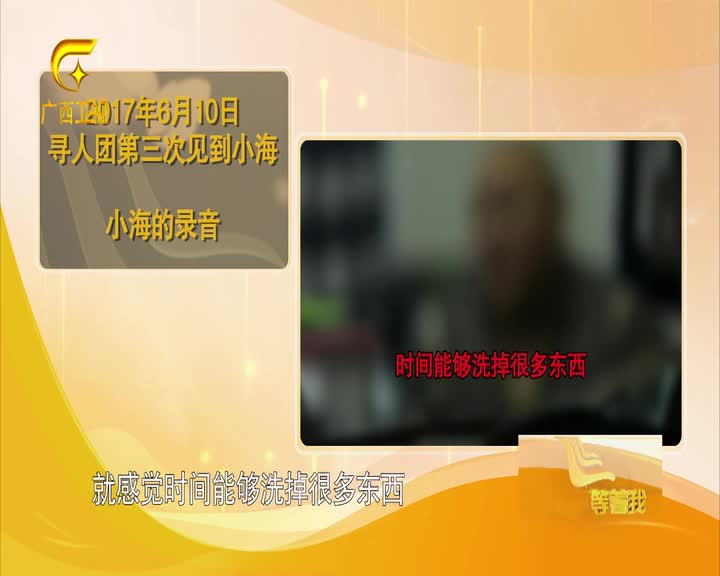 广西卫视
2017年6月10日
寻人团第三次见到小海
小海的录音
时间能够洗掉很多东西
就感觉时间能够洗掉很多东西
等着我